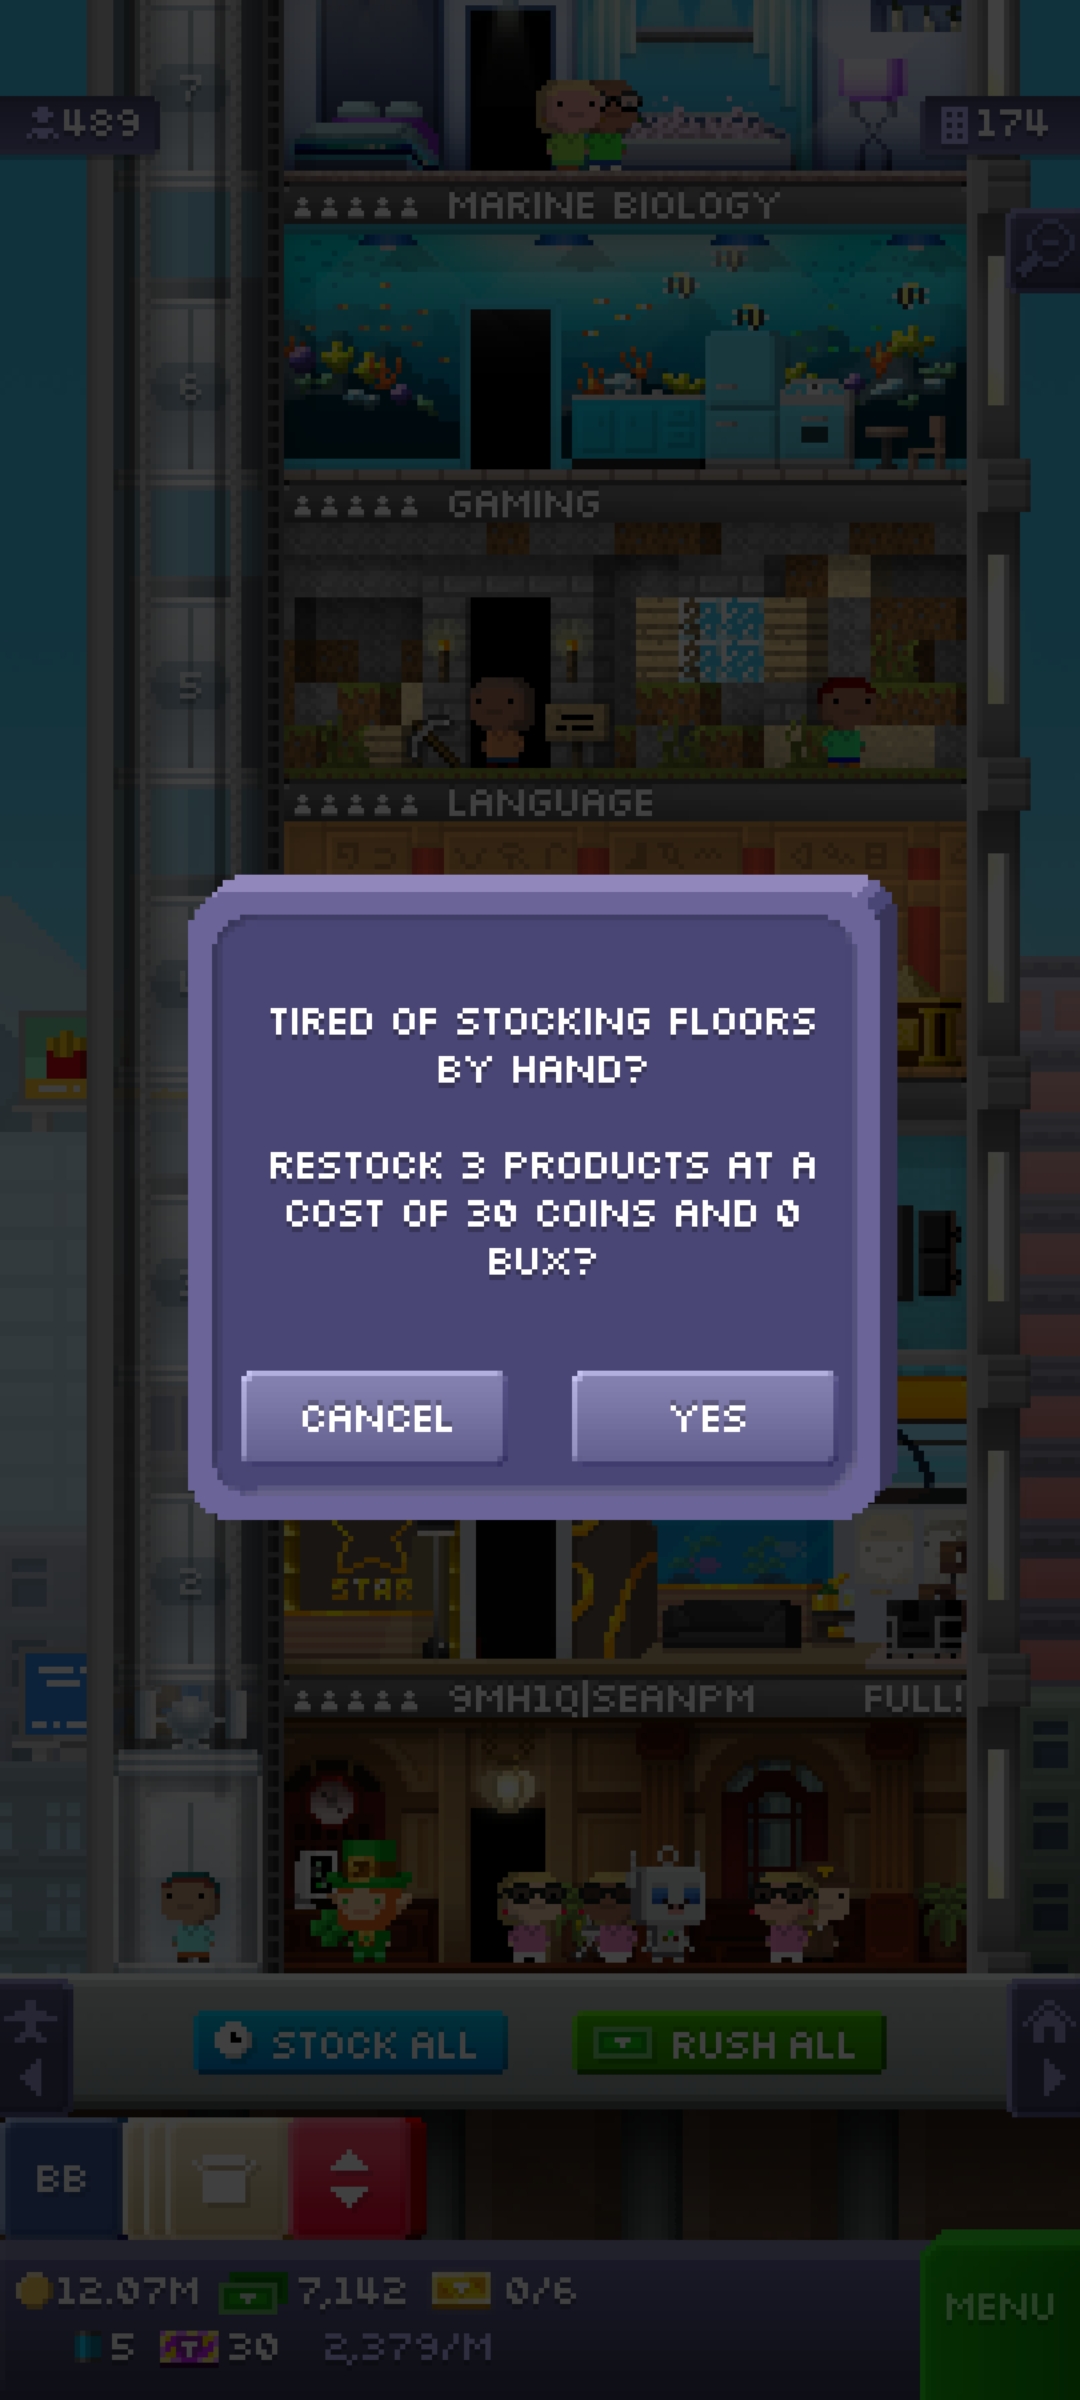 7
489
174
MARINE BIOLOGY
6
GAMING
5
LANGUAGE
TIRED OF STOCKING FLOORS
BY HAND?
RESTOCK 3 PRODUCTS AT A
COST OF 30 COINS AND 0
BUX?
CANCEL
YES
STAR
2
9MH1Q|SEANPM
FULL!
STOCK ALL
RUSH ALL
BB
12.07M
7,142
0/6
MENU
5
30
2,379/M